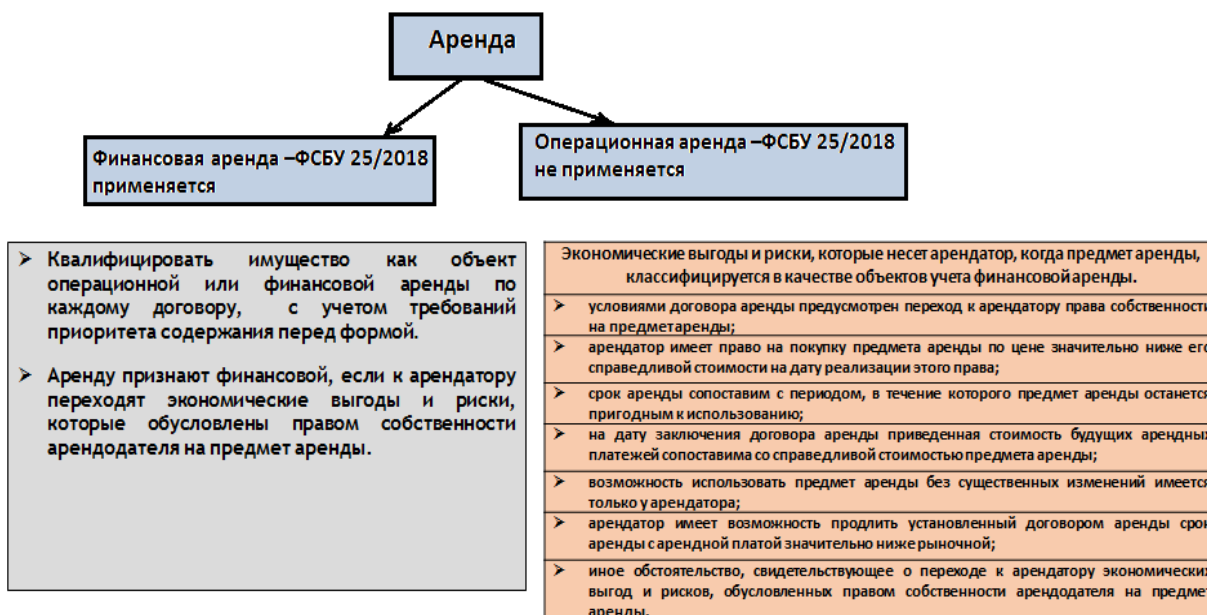 Аренда
Финансовая аренда –ФСБУ 25/2018
применяется
Операционная аренда –ФСБУ 25/2018
не применяется
➢ Квалифицировать имущество как объект
операционной или финансовой аренды по
каждому договору, с учетом требований
приоритета содержания перед формой.
➢ Аренду признают финансовой, если к арендатору
переходят экономические выгоды и риски,
которые обусловлены правом собственности
арендодателя на предмет аренды.
Экономические выгоды и риски, которые несет арендатор, когда предмет аренды,
классифицируется в качестве объектов учета финансовой аренды.
➢ условиями договора аренды предусмотрен переход к арендатору права собственности
на предметаренды;
➢ арендатор имеет право на покупку предмета аренды по цене значительно ниже его
справедливой стоимости на дату реализации этого права;
➢ срок аренды сопоставим с периодом, в течение которого предмет аренды останется
пригодным к использованию;
➢ на дату заключения договора аренды приведенная стоимость будущих арендных
платежей сопоставима со справедливой стоимостью предмета аренды;
➢ возможность использовать предмет аренды без существенных изменений имеется
только у арендатора;
➢ арендатор имеет возможность продлить установленный договором аренды срок
аренды с арендной платой значительно ниже рыночной;
➢ иное обстоятельство, свидетельствующее о переходе к арендатору экономических
выгод и рисков, обусловленных правом собственности арендодателя на предмет
аренды.